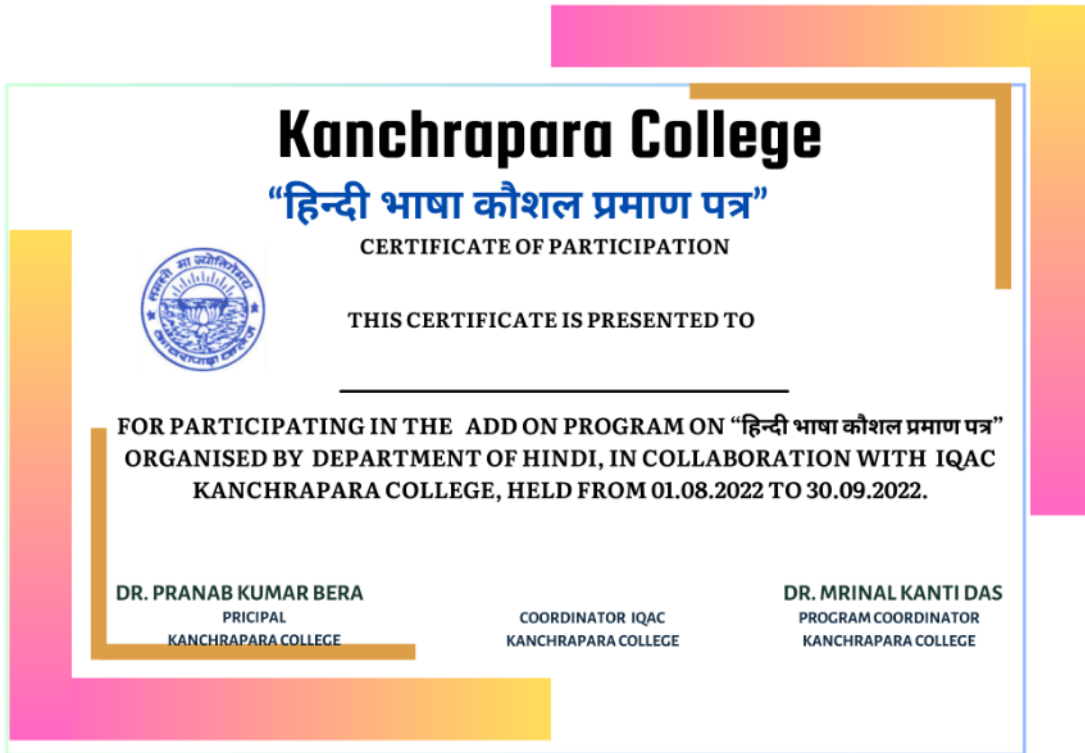 Kanchrapara College
“हिन्दी भाषा कौशल प्रमाण पत्र”
CERTIFICATE OF PARTICIPATION
THIS CERTIFICATE IS PRESENTED TO
FOR PARTICIPATING IN THE ADD ON PROGRAM ON “हिन्दी भाषा कौशल प्रमाण पत्र”
ORGANISED BY DEPARTMENT OF HINDI, IN COLLABORATION WITH IQAC
KANCHRAPARA COLLEGE, HELD FROM 01.08.2022 TO 30.09.2022.
DR. PRANAB KUMAR BERA
PRICIPAL
KANCHRAPARA COLLEGE
COORDINATOR IQAC
KANCHRAPARA COLLEGE
DR. MRINAL KANTI DAS
PROGRAM COORDINATOR
KANCHRAPARA COLLEGE